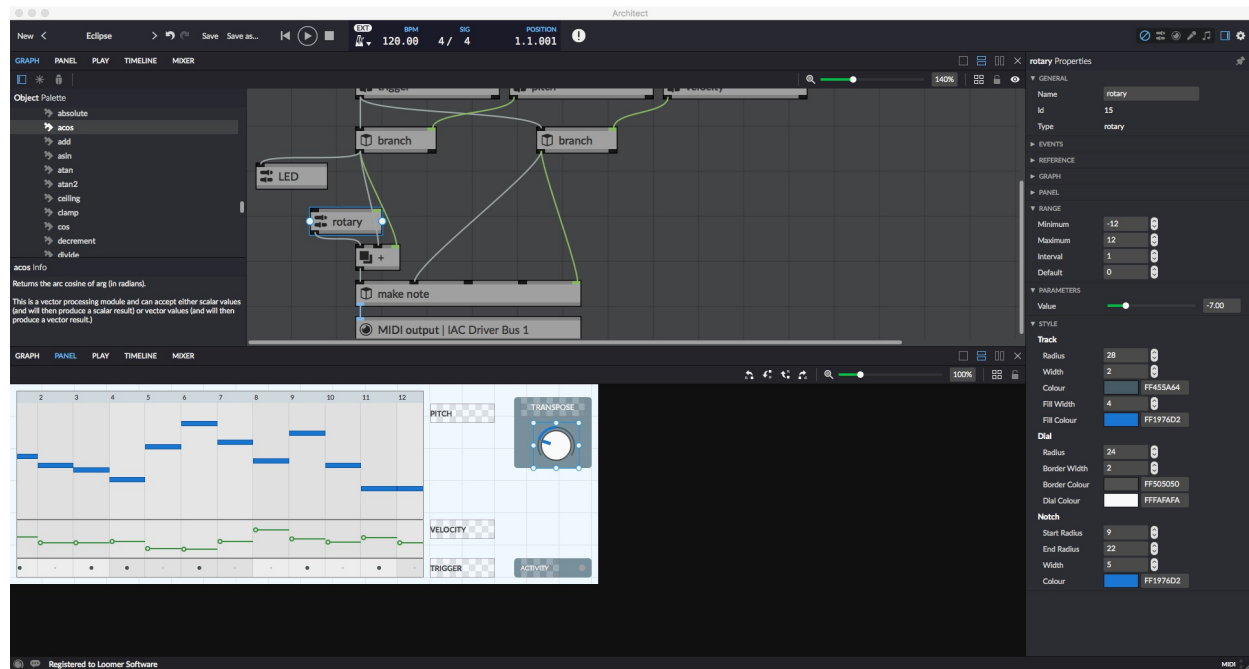 Architect
New < Eclipse > Save Save as... EXT BPM SIG POSITION
120.00 4/ 4 1.1.001
GRAPH PANEL PLAY TIMELINE MIXER
140%
Object Palette
absolute
acos
add
asin
atan
atan2
ceiling
clamp
cos
decrement
divide
acos Info
Returns the arc cosine of arg (in radians).
This is a vector processing module and can accept either scalar values
(and will then produce a scalar result) or vector values (and will then
produce a vector result.)
trigger pitch velocity
branch branch
LED
rotary
+
make note
MIDI output | IAC Driver Bus 1
GRAPH PANEL PLAY TIMELINE MIXER
100%
2 3 4 5 6 7 8 9 10 11 12
PITCH
TRANSPOSE
VELOCITY
TRIGGER
ACTIVITY
rotary Properties
GENERAL
Name rotary
Id 15
Type rotary
EVENTS
REFERENCE
GRAPH
PANEL
RANGE
Minimum -12
Maximum 12
Interval 1
Default 0
PARAMETERS
Value -7.00
STYLE
Track
Radius 28
Width 2
Colour FF455A64
Fill Width 4
Fill Colour FF1976D2
Dial
Radius 24
Border Width 2
Border Colour FF505050
Dial Colour FFFAFAFA
Notch
Start Radius 9
End Radius 22
Width 5
Colour FF1976D2
Registered to Loomer Software
MIDI